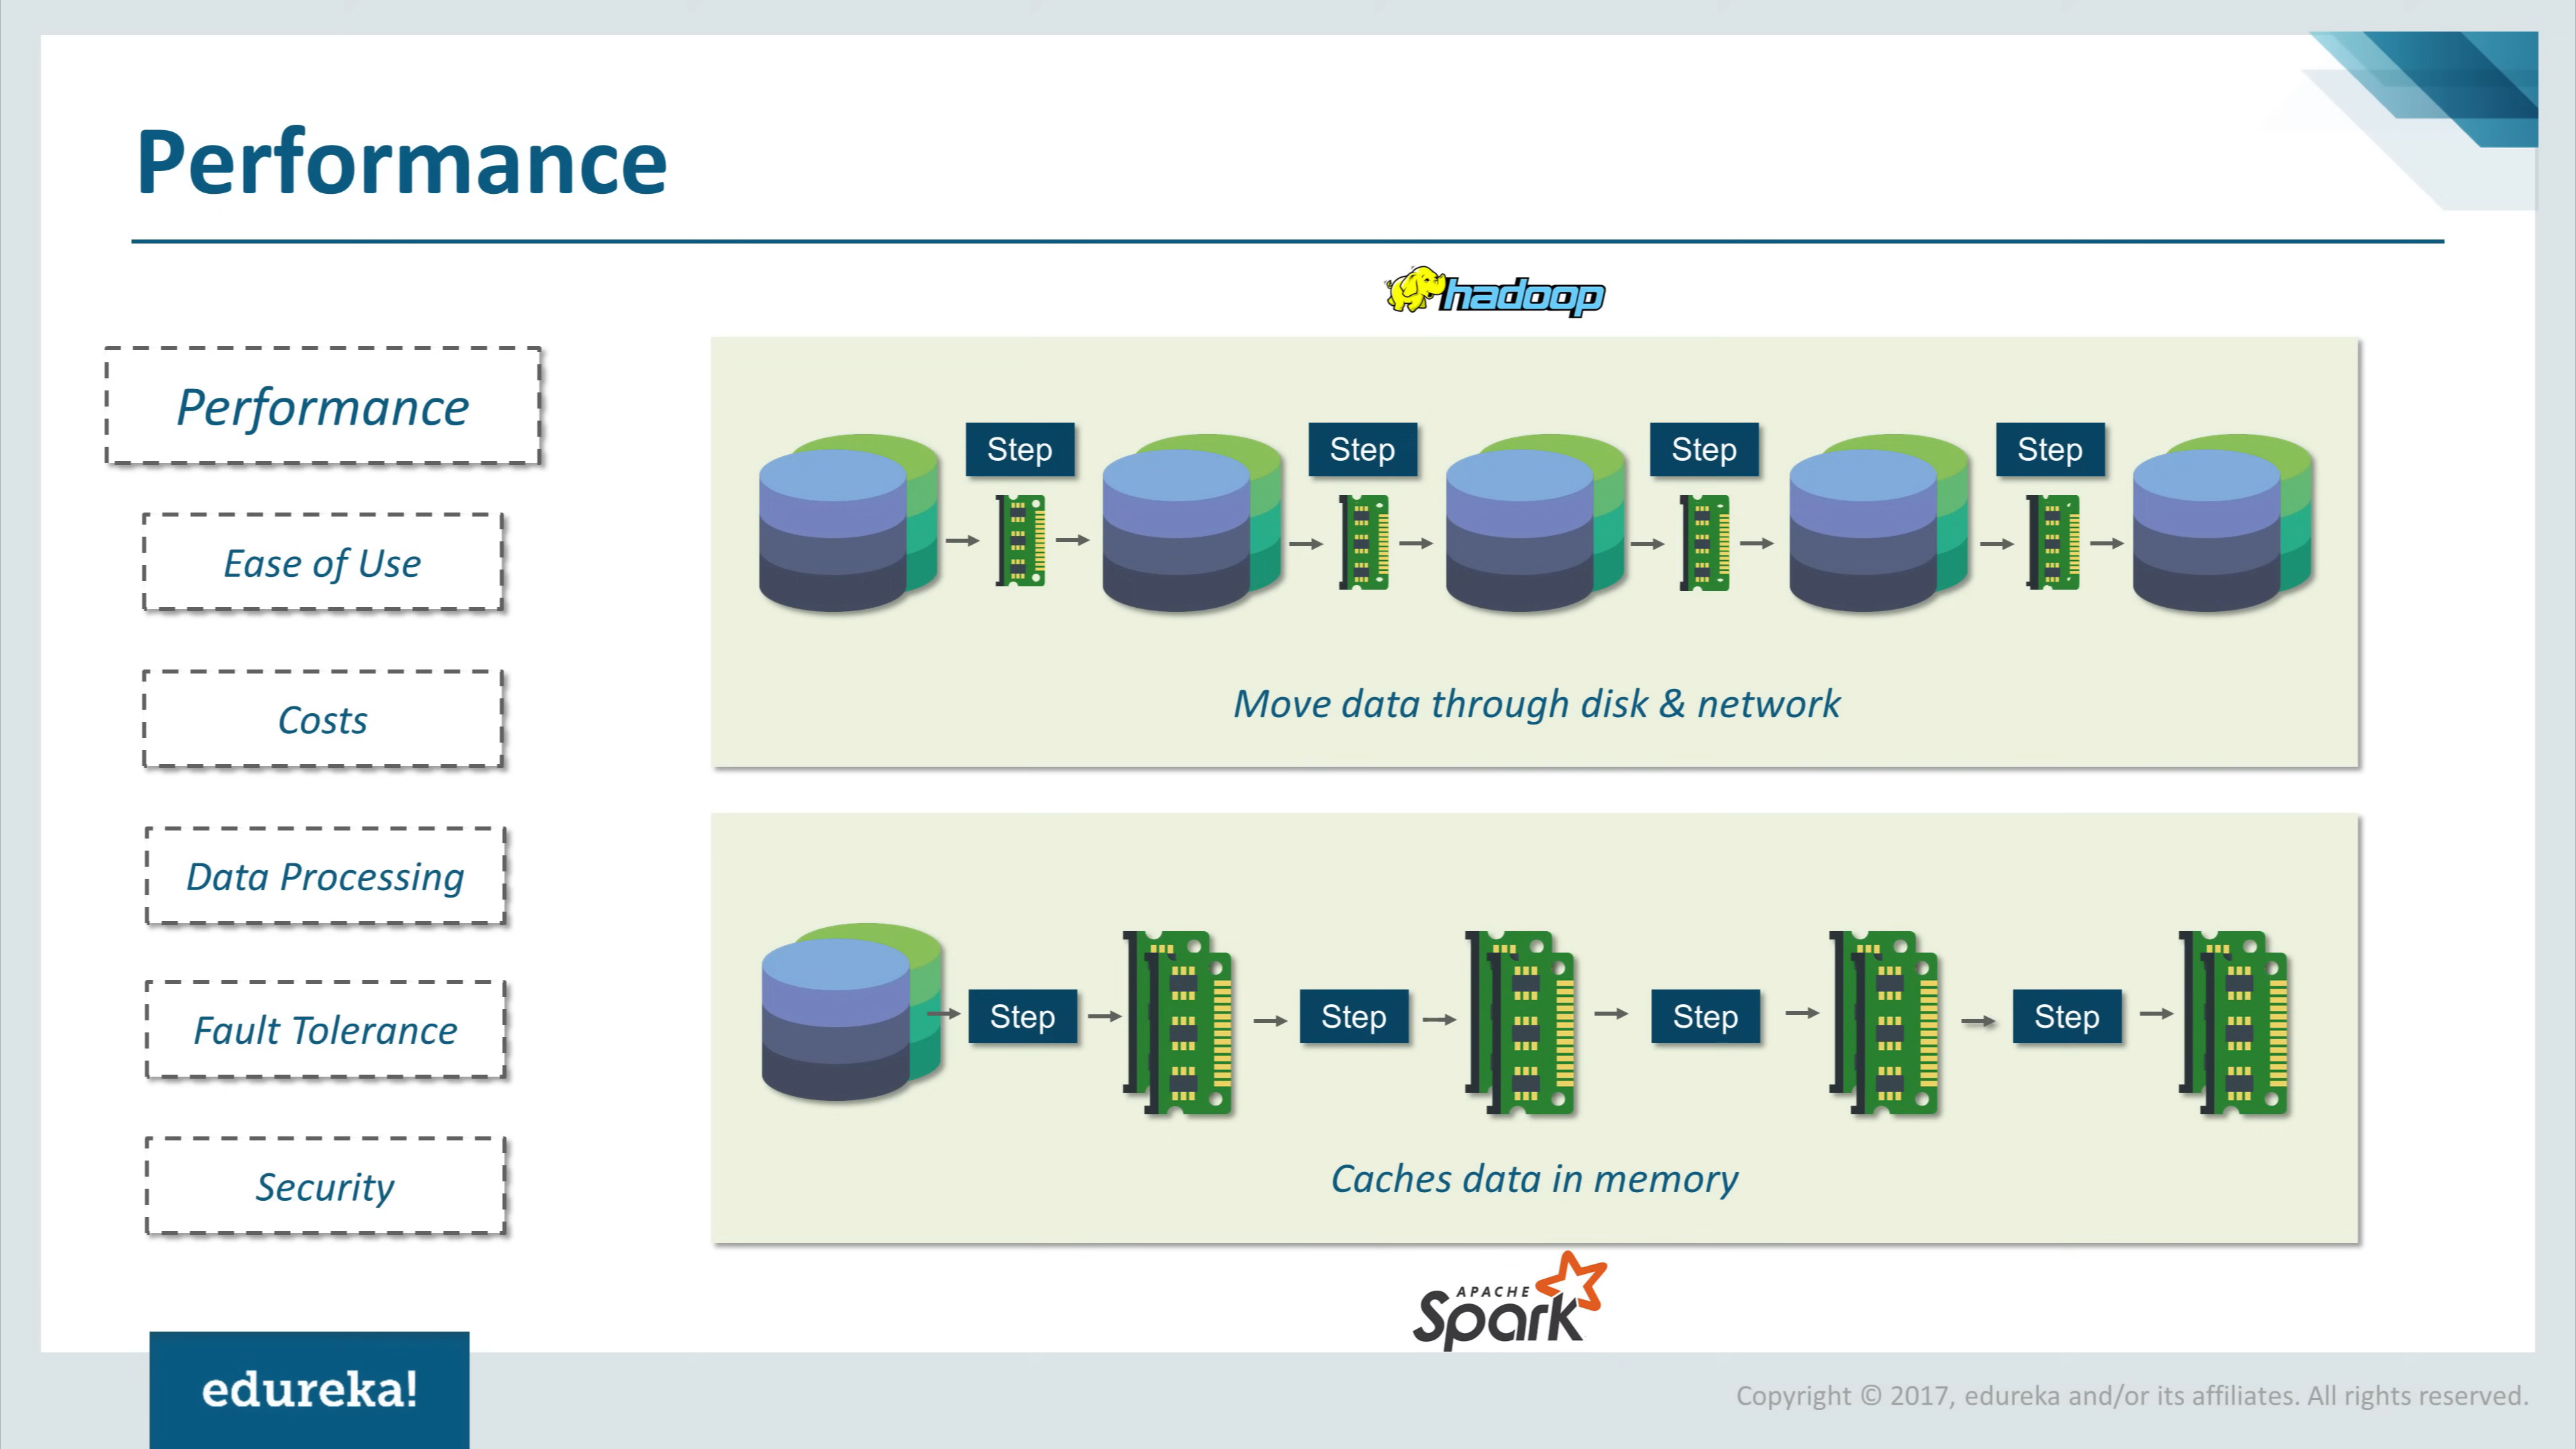 Performance
hadoop
Performance
Ease of Use
Costs
Data Processing
Fault Tolerance
Security
Step
Step
Step
Step
Move data through disk & network
Step
Step
Step
Step
Caches data in memory
APACHE
Spark
edureka!
Copyright © 2017, edureka and/or its affiliates. All rights reserved.